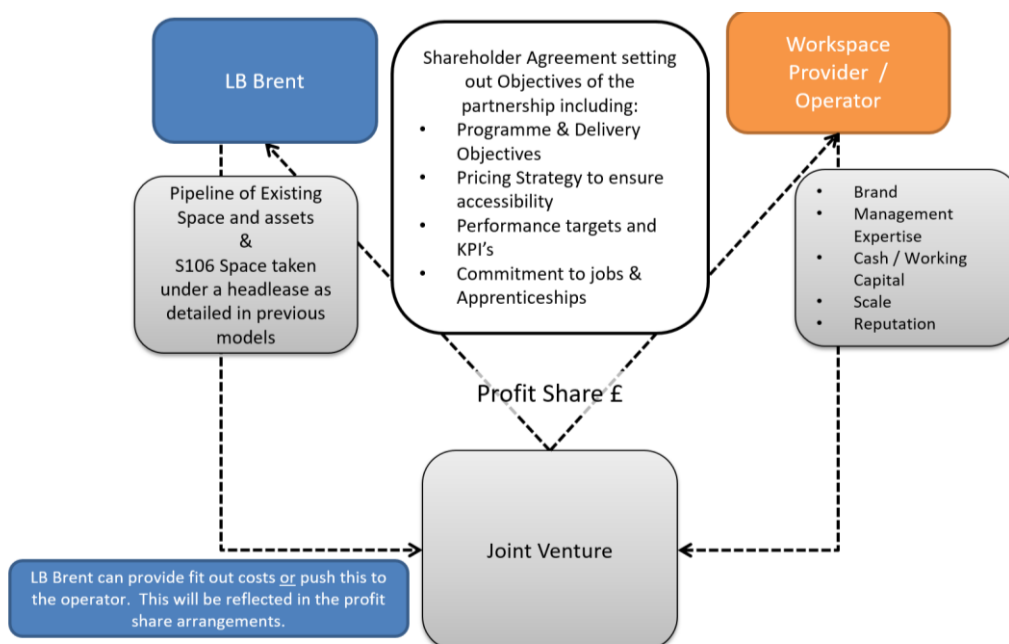 LB Brent
Shareholder Agreement setting
out Objectives of the
partnership including:
• Programme & Delivery
Objectives
• Pricing Strategy to ensure
accessibility
• Performance targets and
KPI's
• Commitment to jobs &
Apprenticeships
Workspace
Provider /
Operator
Pipeline of Existing
Space and assets
&
S106 Space taken
under a headlease as
detailed in previous
models
• Brand
• Management
Expertise
• Cash / Working
Capital
• Scale
• Reputation
Profit Share £
Joint Venture
LB Brent can provide fit out costs or push this to
the operator. This will be reflected in the profit
share arrangements.